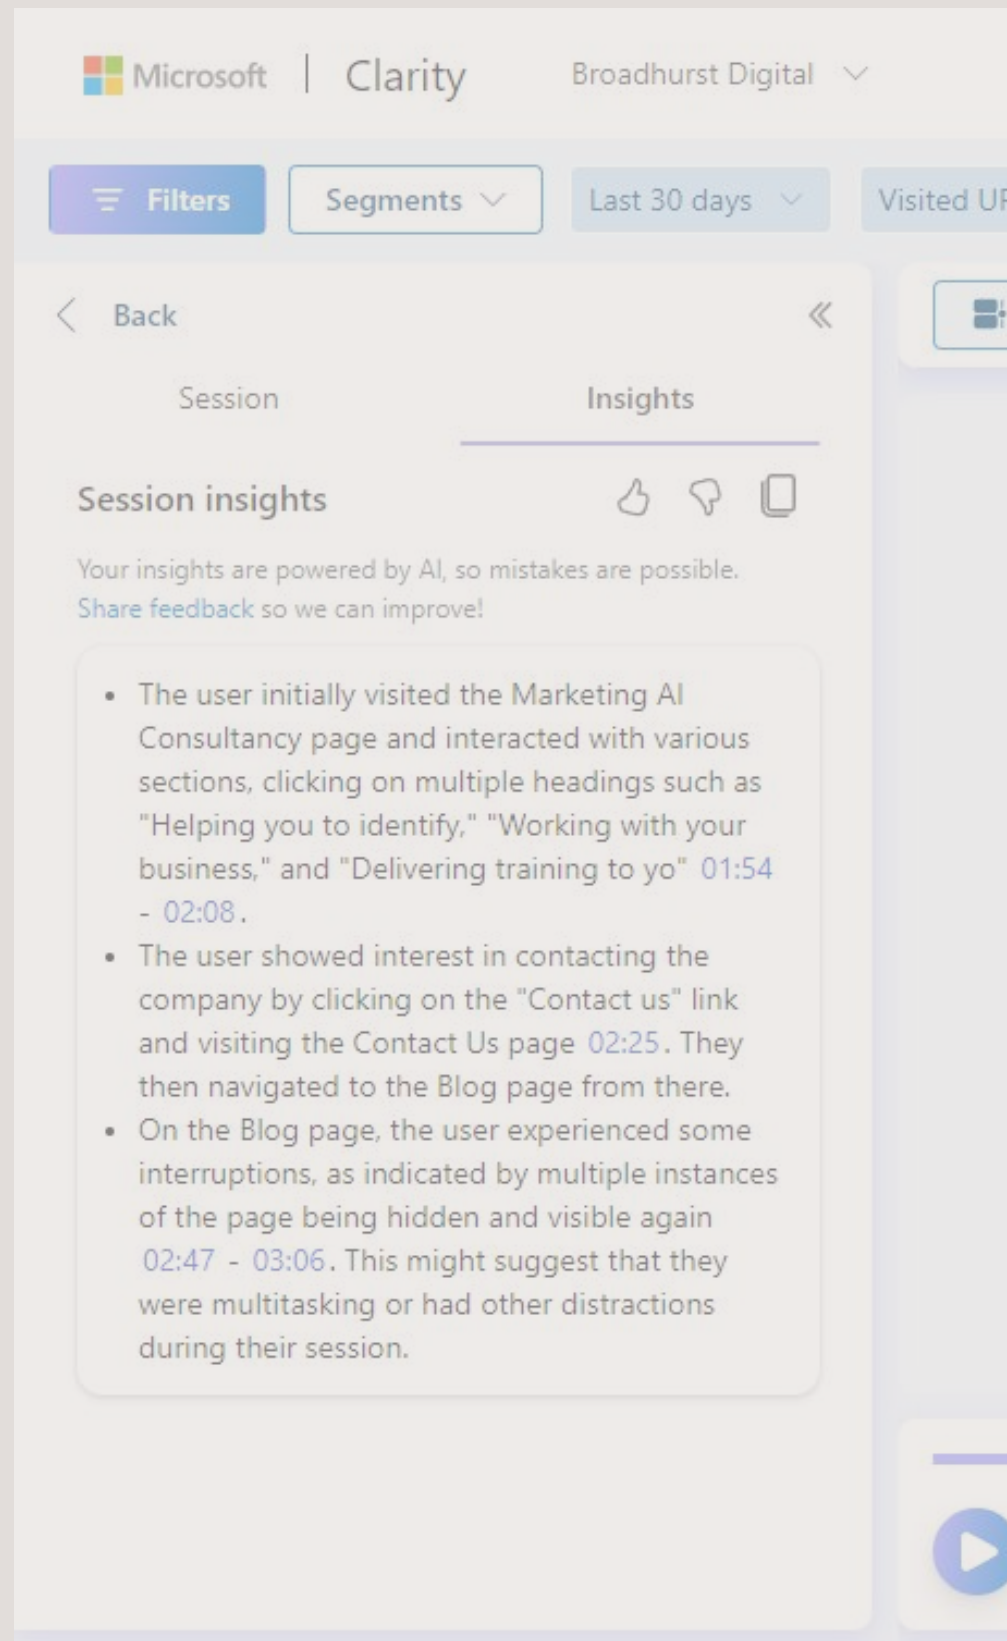 Microsoft | Clarity Broadhurst Digital
Filters Segments Last 30 days Visited
Back
Session Insights
Session insights
Your insights are powered by AI, so mistakes are possible.
Share feedback so we can improve!
• The user initially visited the Marketing AI
Consultancy page and interacted with various
sections, clicking on multiple headings such as
"Helping you to identify," "Working with your
business," and "Delivering training to yo" 01:54
- 02:08.
• The user showed interest in contacting the
company by clicking on the "Contact us" link
and visiting the Contact Us page 02:25. They
then navigated to the Blog page from there.
• On the Blog page, the user experienced some
interruptions, as indicated by multiple instances
of the page being hidden and visible again
02:47 - 03:06. This might suggest that they
were multitasking or had other distractions
during their session.